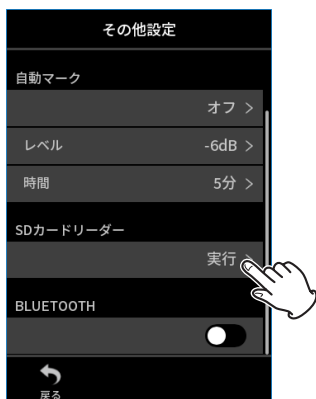 その他設定
自動マーク
オフ >
レベル -6dB >
時間 5分 >
SDカードリーダー
実行 >
BLUETOOTH
戻る